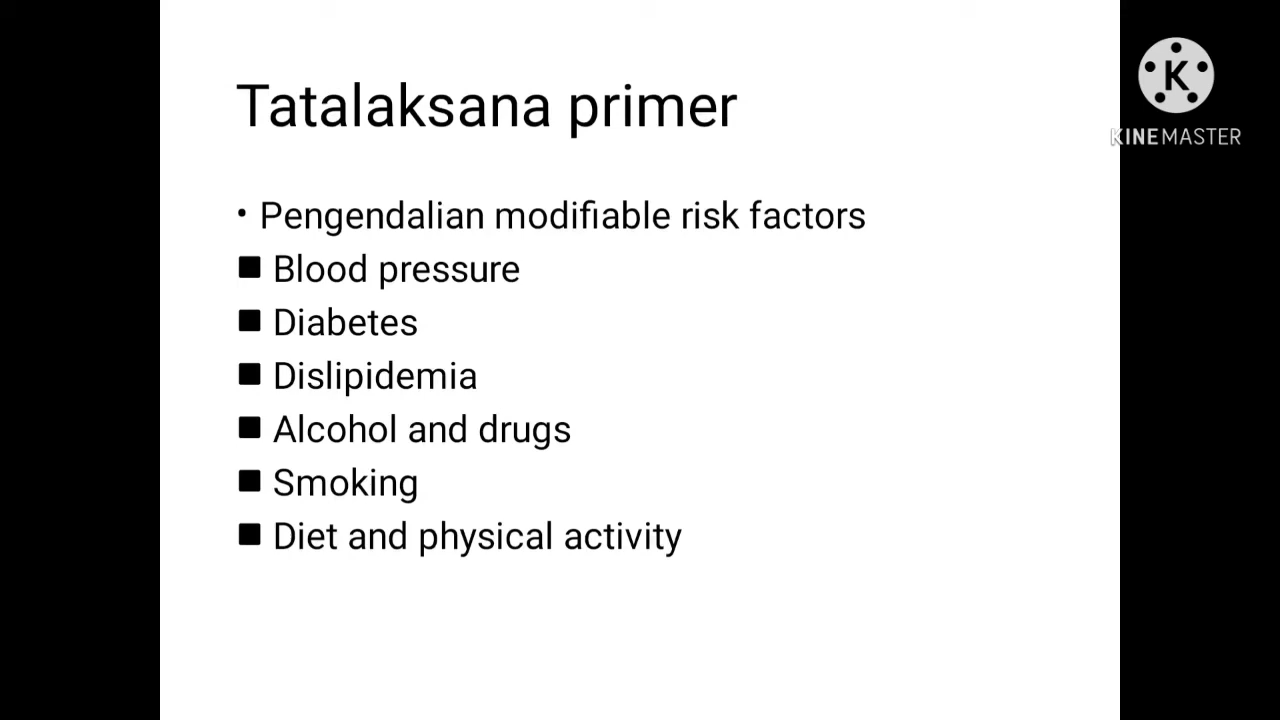 Tatalaksana primer
• Pengendalian modifiable risk factors
■ Blood pressure
■ Diabetes
■ Dislipidemia
■ Alcohol and drugs
■ Smoking
■ Diet and physical activity
K
KINEMASTER